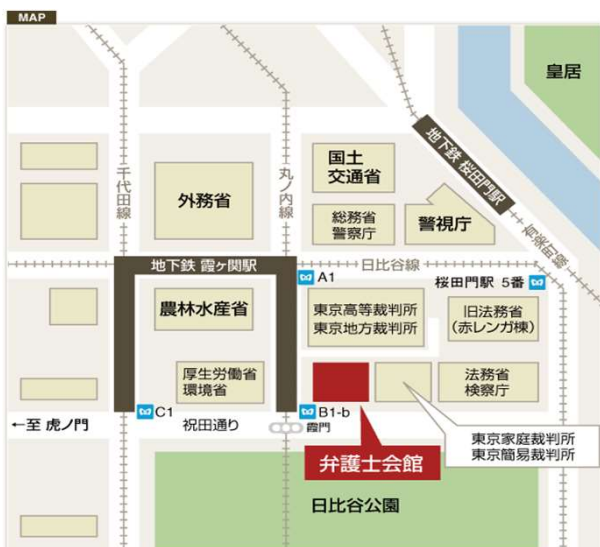 MAP
皇居
地下鉄 桜田門駅
国土
交通省
千代田線
外務省
丸ノ内線
総務省
警察庁
警視庁
有楽町線
地下鉄 霞ヶ関駅
日比谷線
A1
桜田門駅 5番
農林水産省
東京高等裁判所
東京地方裁判所
旧法務省
(赤レンガ棟)
厚生労働省
環境省
法務省
検察庁
C1
B1-b
←至 虎ノ門
祝田通り
霞門
東京家庭裁判所
東京簡易裁判所
弁護士会館
日比谷公園